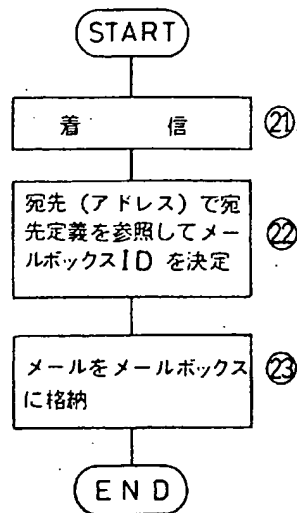 START
着信 ㉑
宛先(アドレス)で宛
先定義を参照してメー ㉒
ルボックスIDを決定
メールをメールボックス ㉓
に格納
END